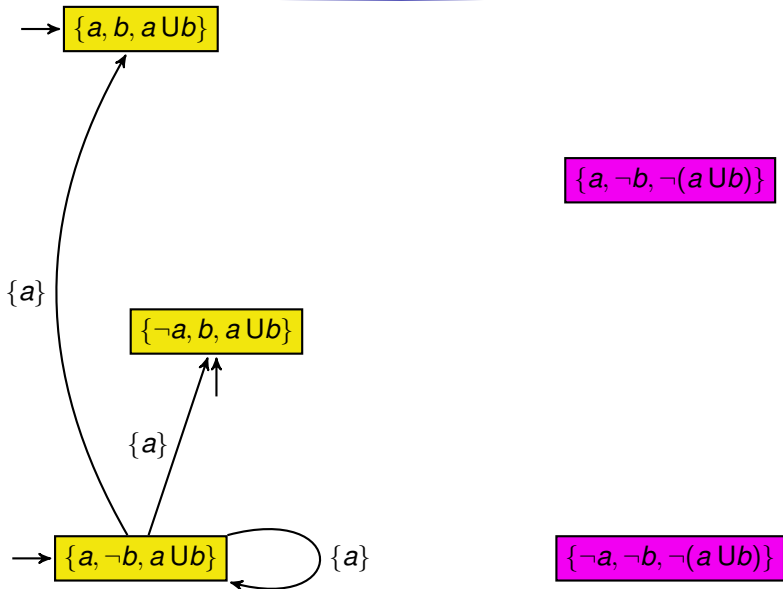 {a, b, a U b}
{a, ¬b, ¬(a U b)}
{a}
{¬a, b, a U b}
{a}
{a, ¬b, a U b}
{a}
{¬a, ¬b, ¬(a U b)}